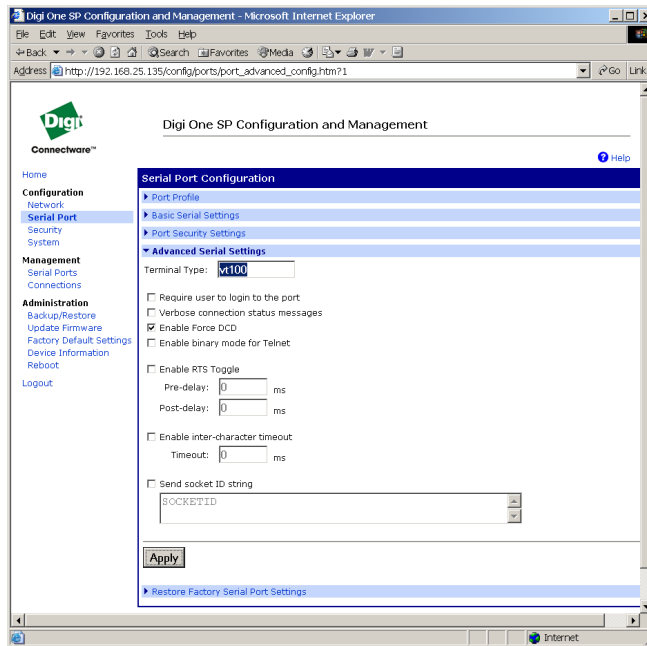 Digi One SP Configuration and Management - Microsoft Internet Explorer
File Edit View Favorites Tools Help
Back Search Favorites Media
Address http://192.168.25.135/config/ports/port_advanced_config.htm?1 Go Link
Digi
Connectware™
Digi One SP Configuration and Management
Help
Home
Configuration
Network
Serial Port
Security
System
Management
Serial Ports
Connections
Administration
Backup/Restore
Update Firmware
Factory Default Settings
Device Information
Reboot
Logout
Serial Port Configuration
Port Profile
Basic Serial Settings
Port Security Settings
Advanced Serial Settings
Terminal Type: vt100
Require user to login to the port
Verbose connection status messages
Enable Force DCD
Enable binary mode for Telnet
Enable RTS Toggle
Pre-delay: 0 ms
Post-delay: 0 ms
Enable inter-character timeout
Timeout: 0 ms
Send socket ID string
SOCKETID
Apply
Restore Factory Serial Port Settings
Internet